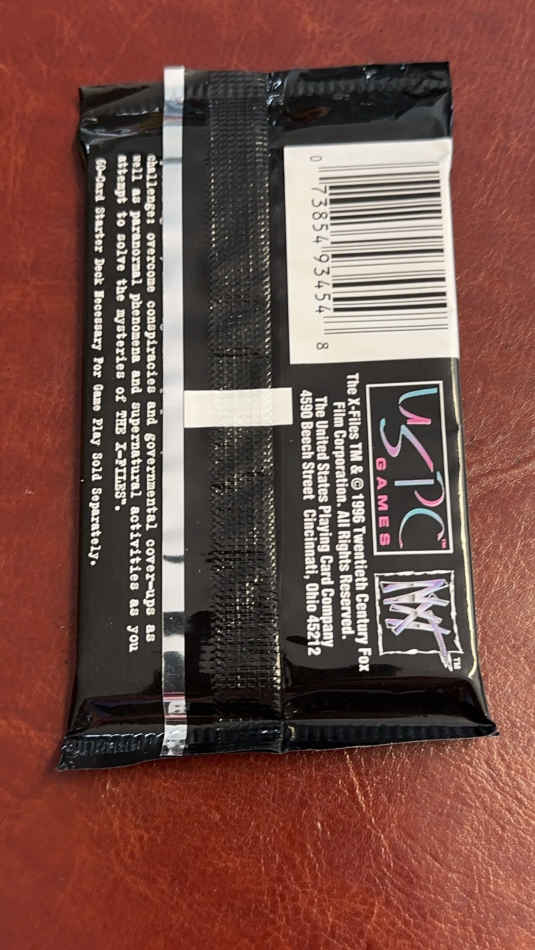 0 73854 93454 8
USPC
GAMES
TM
The X-Files TM & © 1996 Twentieth Century Fox
Film Corporation. All Rights Reserved.
The United States Playing Card Company
4590 Beech Street Cincinnati, Ohio 45212
challenge: overcome conspiracies and governmental cover-ups as
well as paranormal phenomena and supernatural activities as you
attempt to solve the mysteries of THE X-FILES™.
60-Card Starter Deck Necessary For Game Play Sold Separately.